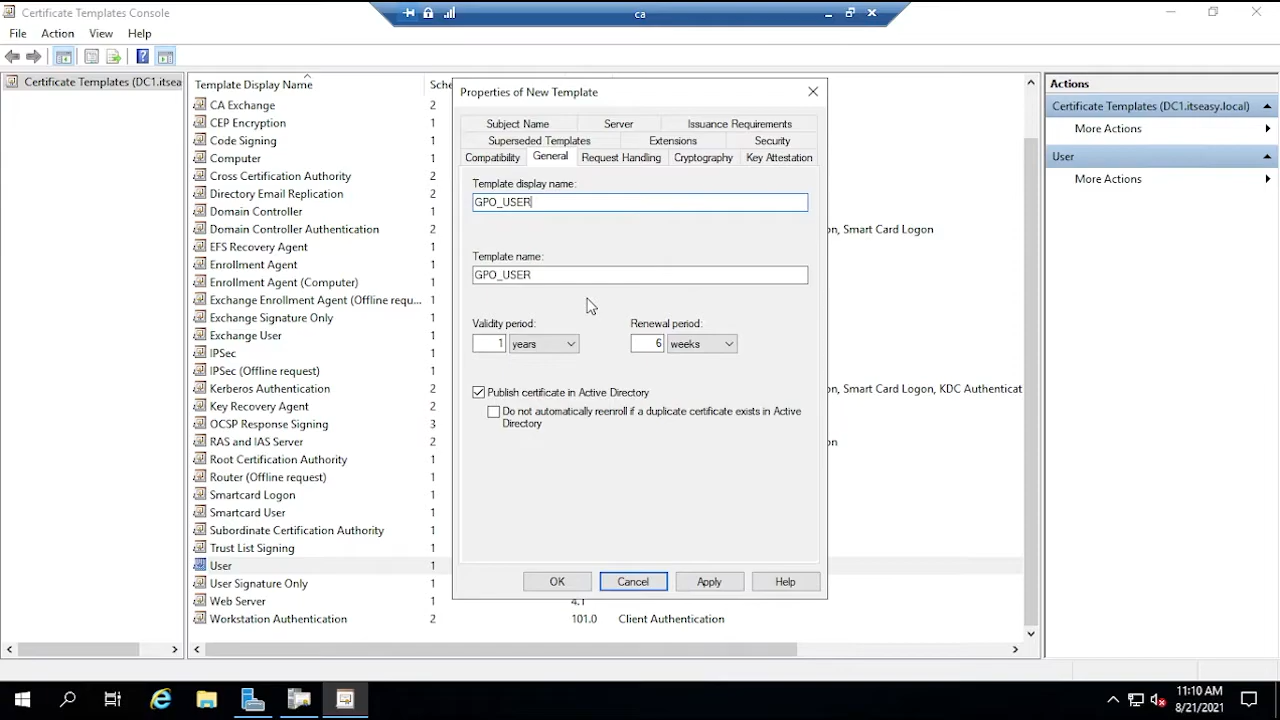 Certificate Templates Console
ca
File Action View Help
Certificate Templates (DC1.itsea
Template Display Name
CA Exchange 2
CEP Encryption 1
Code Signing 1
Computer 1
Cross Certification Authority 2
Directory Email Replication 2
Domain Controller 1
Domain Controller Authentication 2
EFS Recovery Agent 1
Enrollment Agent 1
Enrollment Agent (Computer) 1
Exchange Enrollment Agent (Offline requ... 1
Exchange Signature Only 1
Exchange User 1
IPSec 1
IPSec (Offline request) 1
Kerberos Authentication 2
Key Recovery Agent 2
OCSP Response Signing 3
RAS and IAS Server 2
Root Certification Authority 1
Router (Offline request) 1
Smartcard Logon 1
Smartcard User 1
Subordinate Certification Authority 1
Trust List Signing 1
User 1
User Signature Only 1
Web Server 1 4.1
Workstation Authentication 2 101.0 Client Authentication
, Smart Card Logon
, Smart Card Logon, KDC Authenticat
Properties of New Template
Subject Name Server Issuance Requirements
Superseded Templates Extensions Security
Compatibility General Request Handling Cryptography Key Attestation
Template display name:
GPO_USER
Template name:
GPO_USER
Validity period: Renewal period:
1 years 6 weeks
Publish certificate in Active Directory
Do not automatically reenroll if a duplicate certificate exists in Active
Directory
OK Cancel Apply Help
Actions
Certificate Templates (DC1.itseasy.local)
More Actions
User
More Actions
11:10 AM
8/21/2021